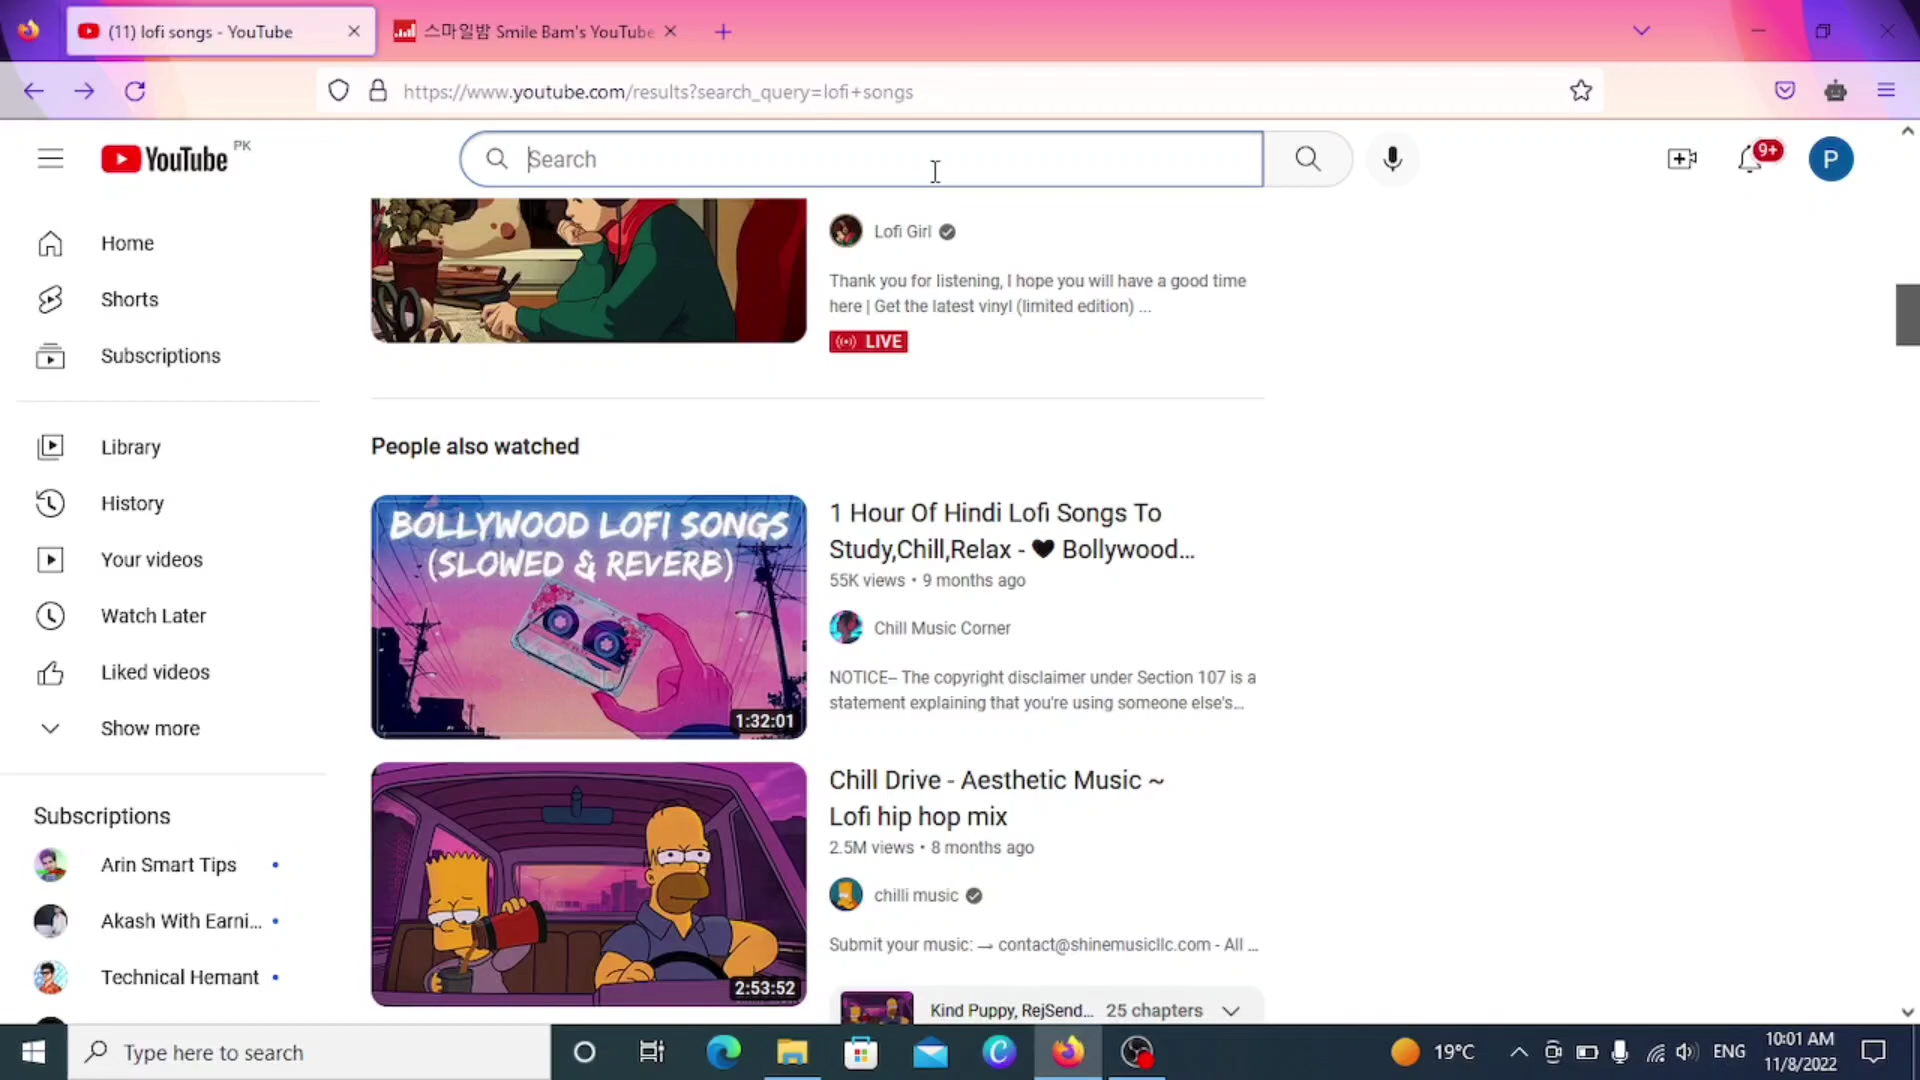 (11) lofi songs - YouTube
스마일밤 Smile Bam's YouTube
https://www.youtube.com/results?search_query=lofi+songs
YouTube PK
Search
9+
P
Home
Shorts
Subscriptions
Library
History
Your videos
Watch Later
Liked videos
Show more
Subscriptions
Arin Smart Tips
Akash With Earni...
Technical Hemant
Lofi Girl
Thank you for listening, I hope you will have a good time
here | Get the latest vinyl (limited edition) ...
LIVE
People also watched
BOLLYWOOD LOFI SONGS
(SLOWED & REVERB)
1:32:01
1 Hour Of Hindi Lofi Songs To
Study,Chill,Relax - 🖤 Bollywood...
55K views • 9 months ago
Chill Music Corner
NOTICE– The copyright disclaimer under Section 107 is a
statement explaining that you're using someone else's...
2:53:52
Chill Drive - Aesthetic Music ~
Lofi hip hop mix
2.5M views • 8 months ago
chilli music
Submit your music: → contact@shinemusicllc.com - All ...
Kind Puppy, RejSend... 25 chapters
Type here to search
19°C
ENG
10:01 AM
11/8/2022